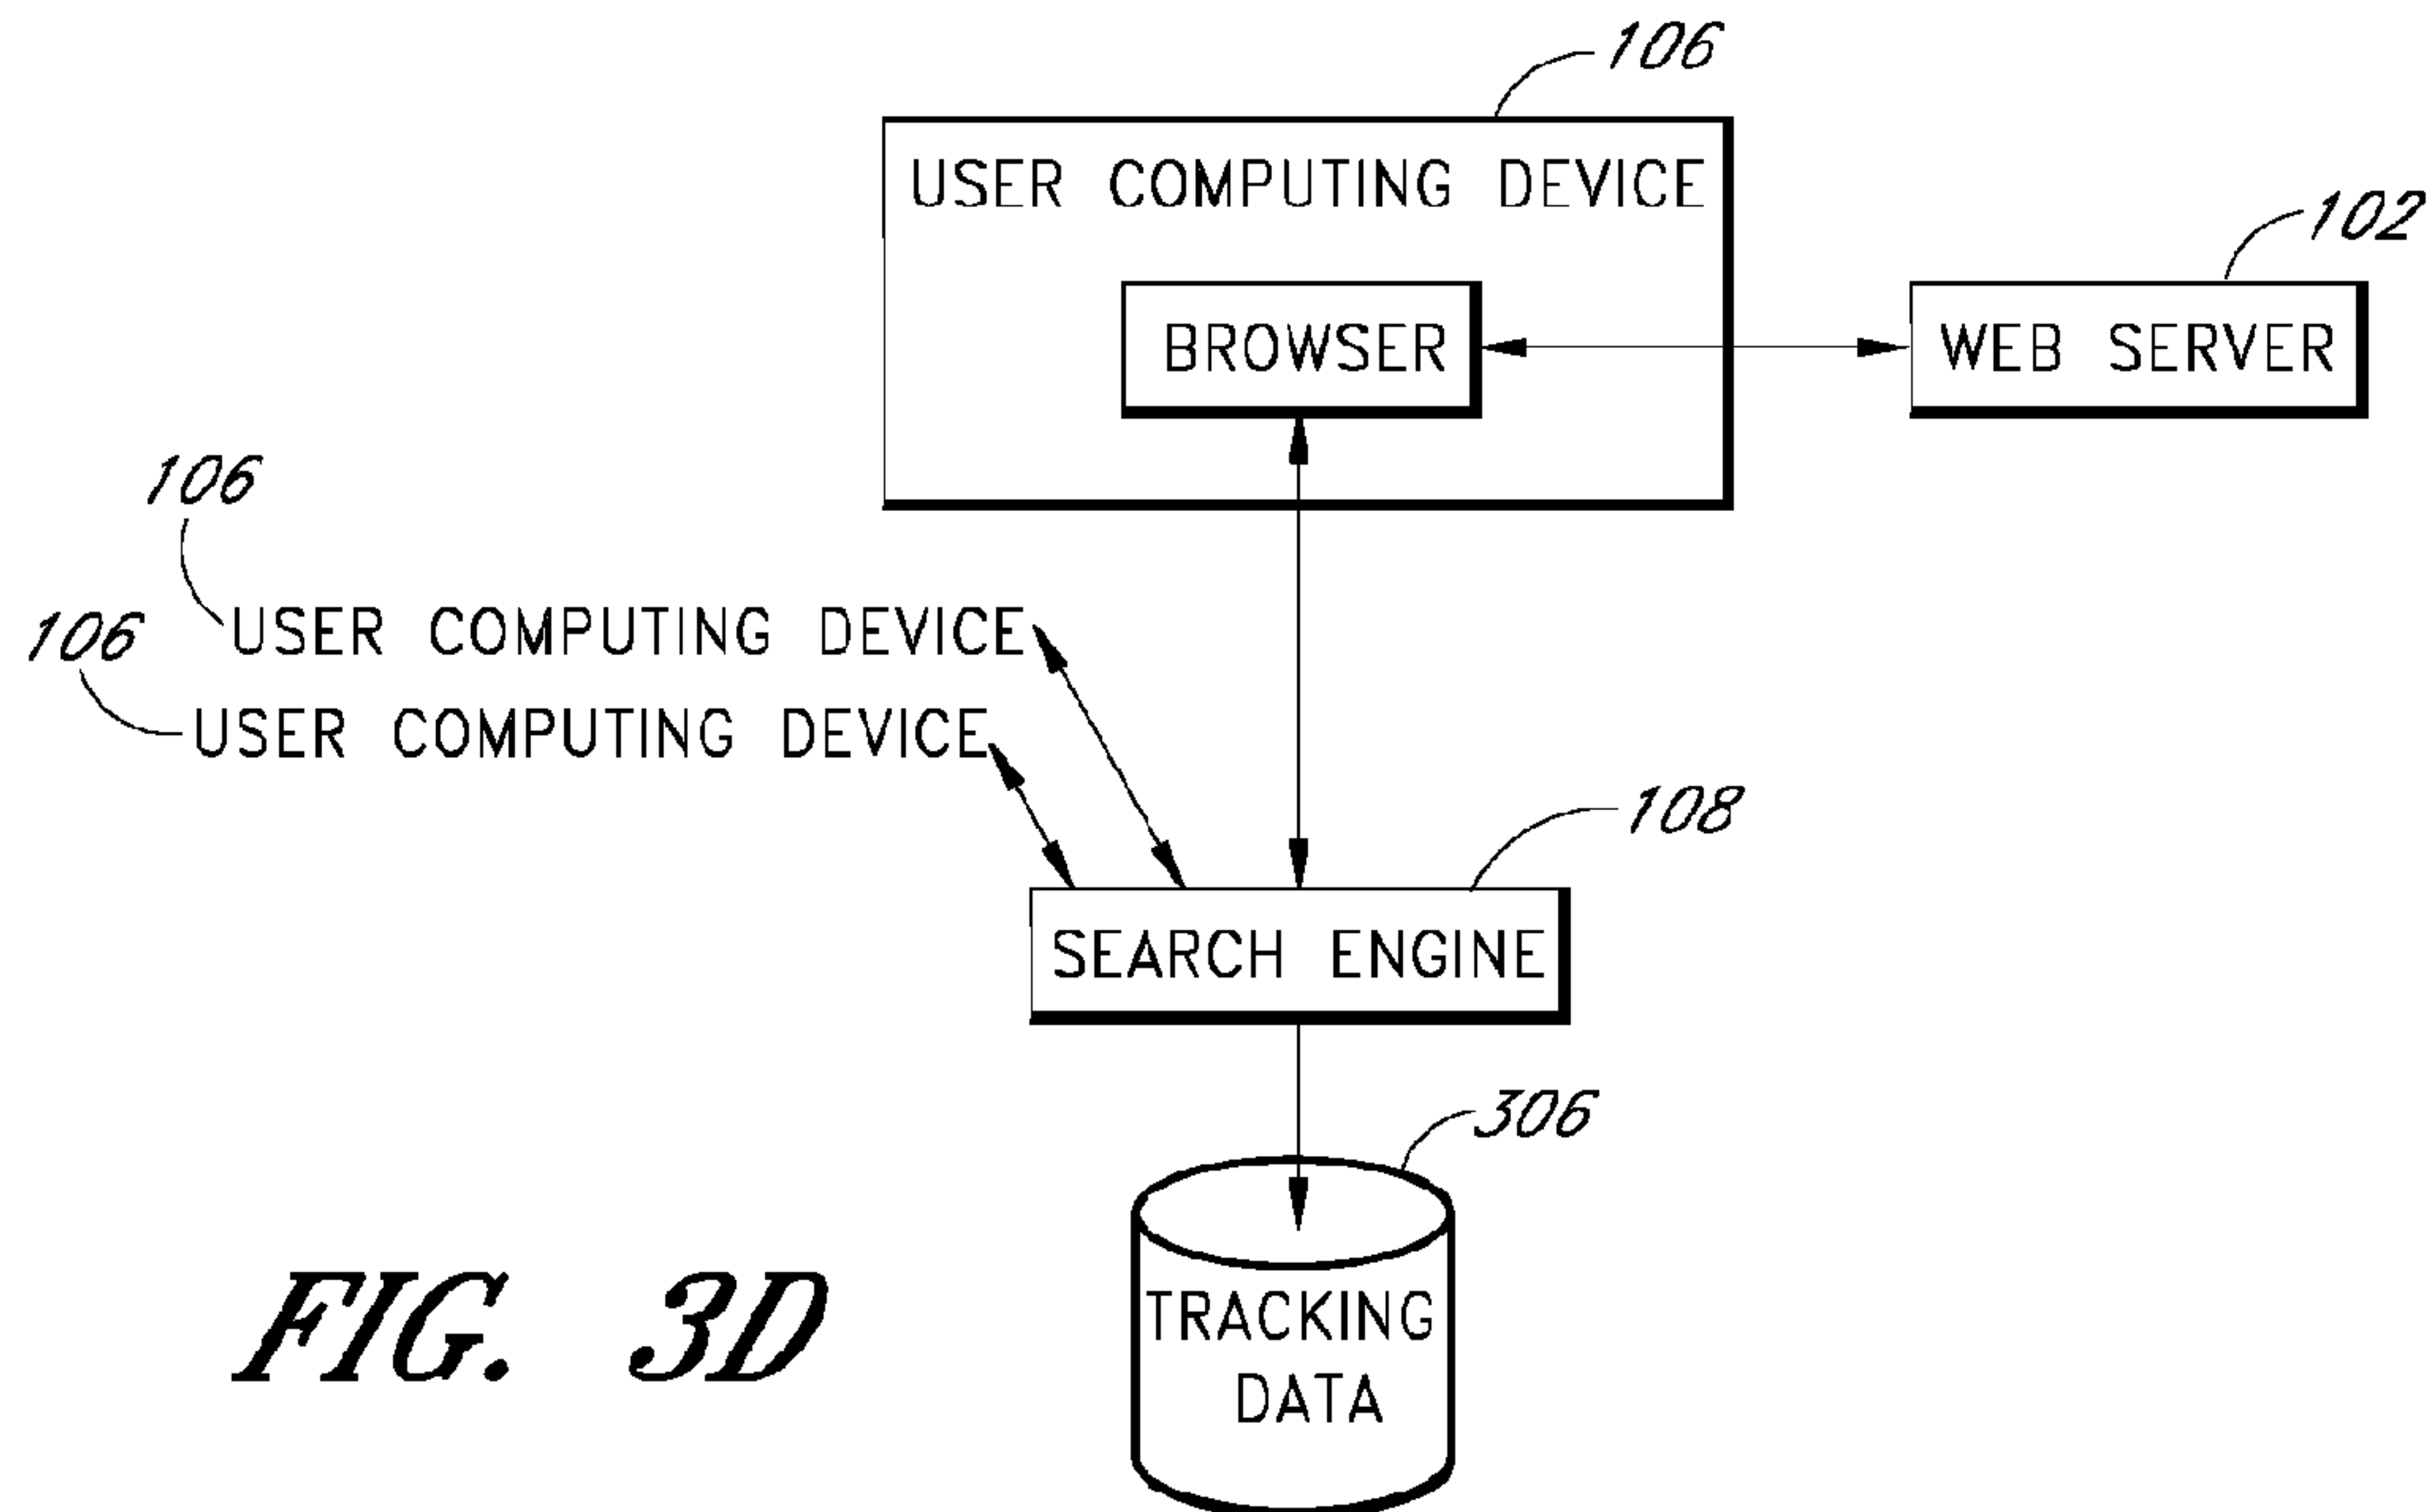 106
USER COMPUTING DEVICE
102
BROWSER
WEB SERVER
106
106
USER COMPUTING DEVICE
USER COMPUTING DEVICE
108
SEARCH ENGINE
306
TRACKING
DATA
FIG. 3D